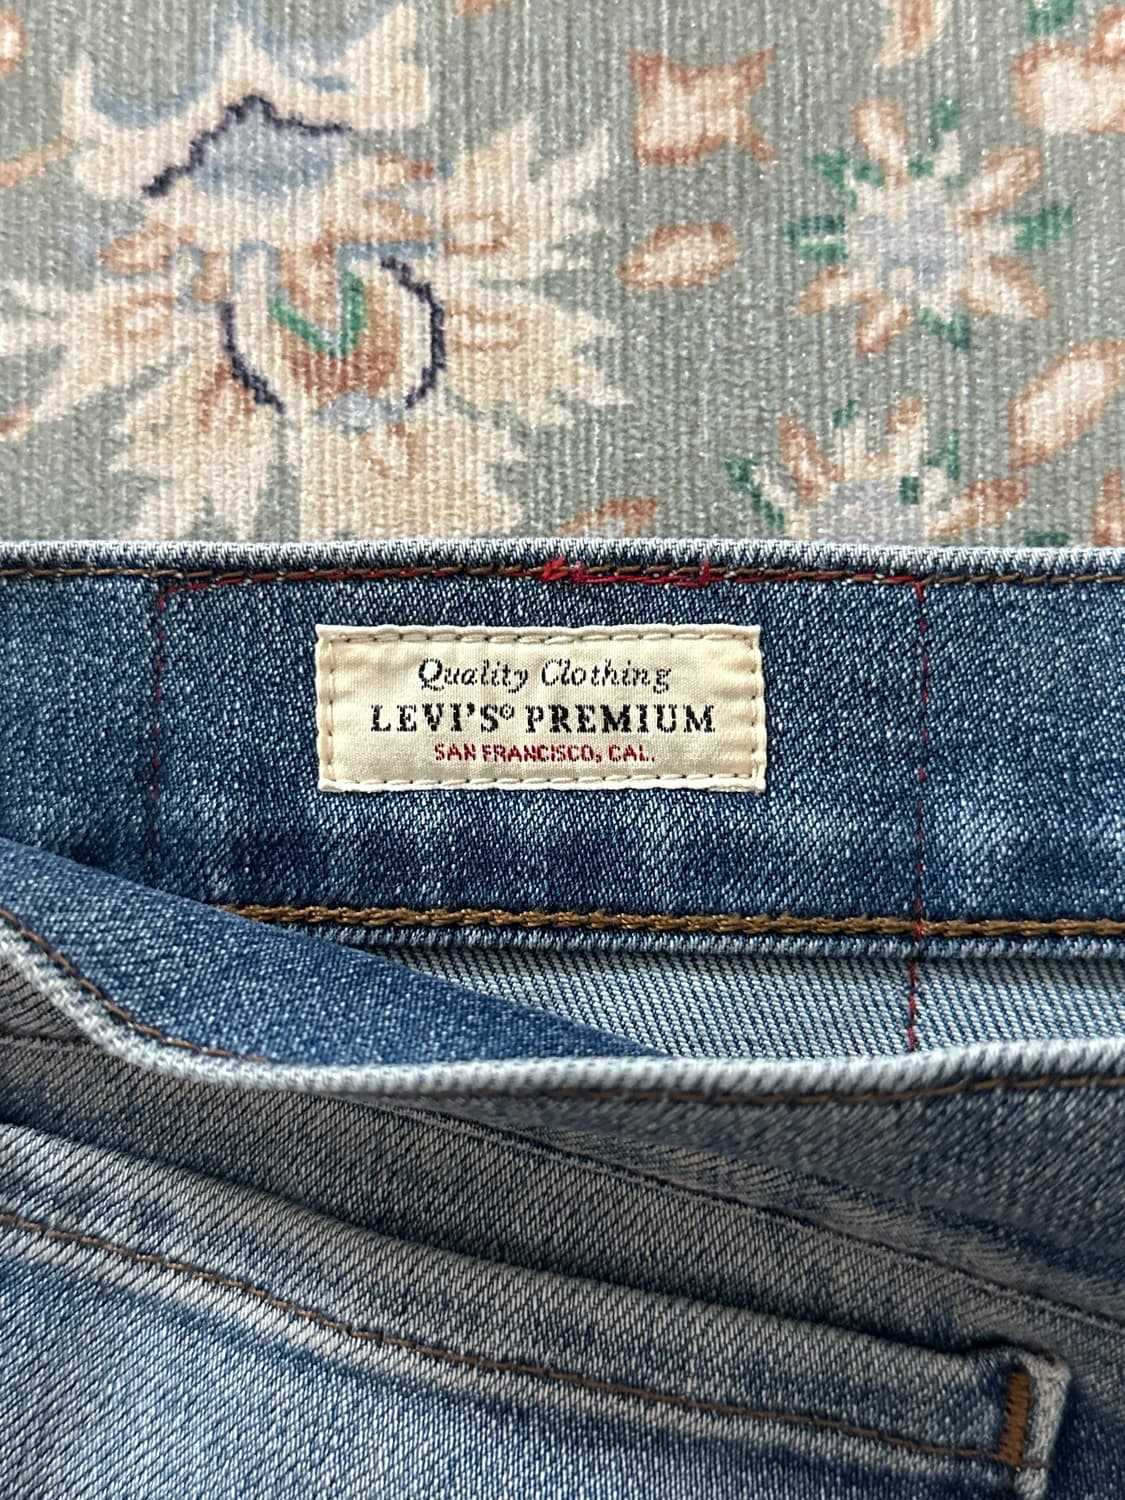 Quality Clothing
LEVI'S® PREMIUM
SAN FRANCISCO, CAL.